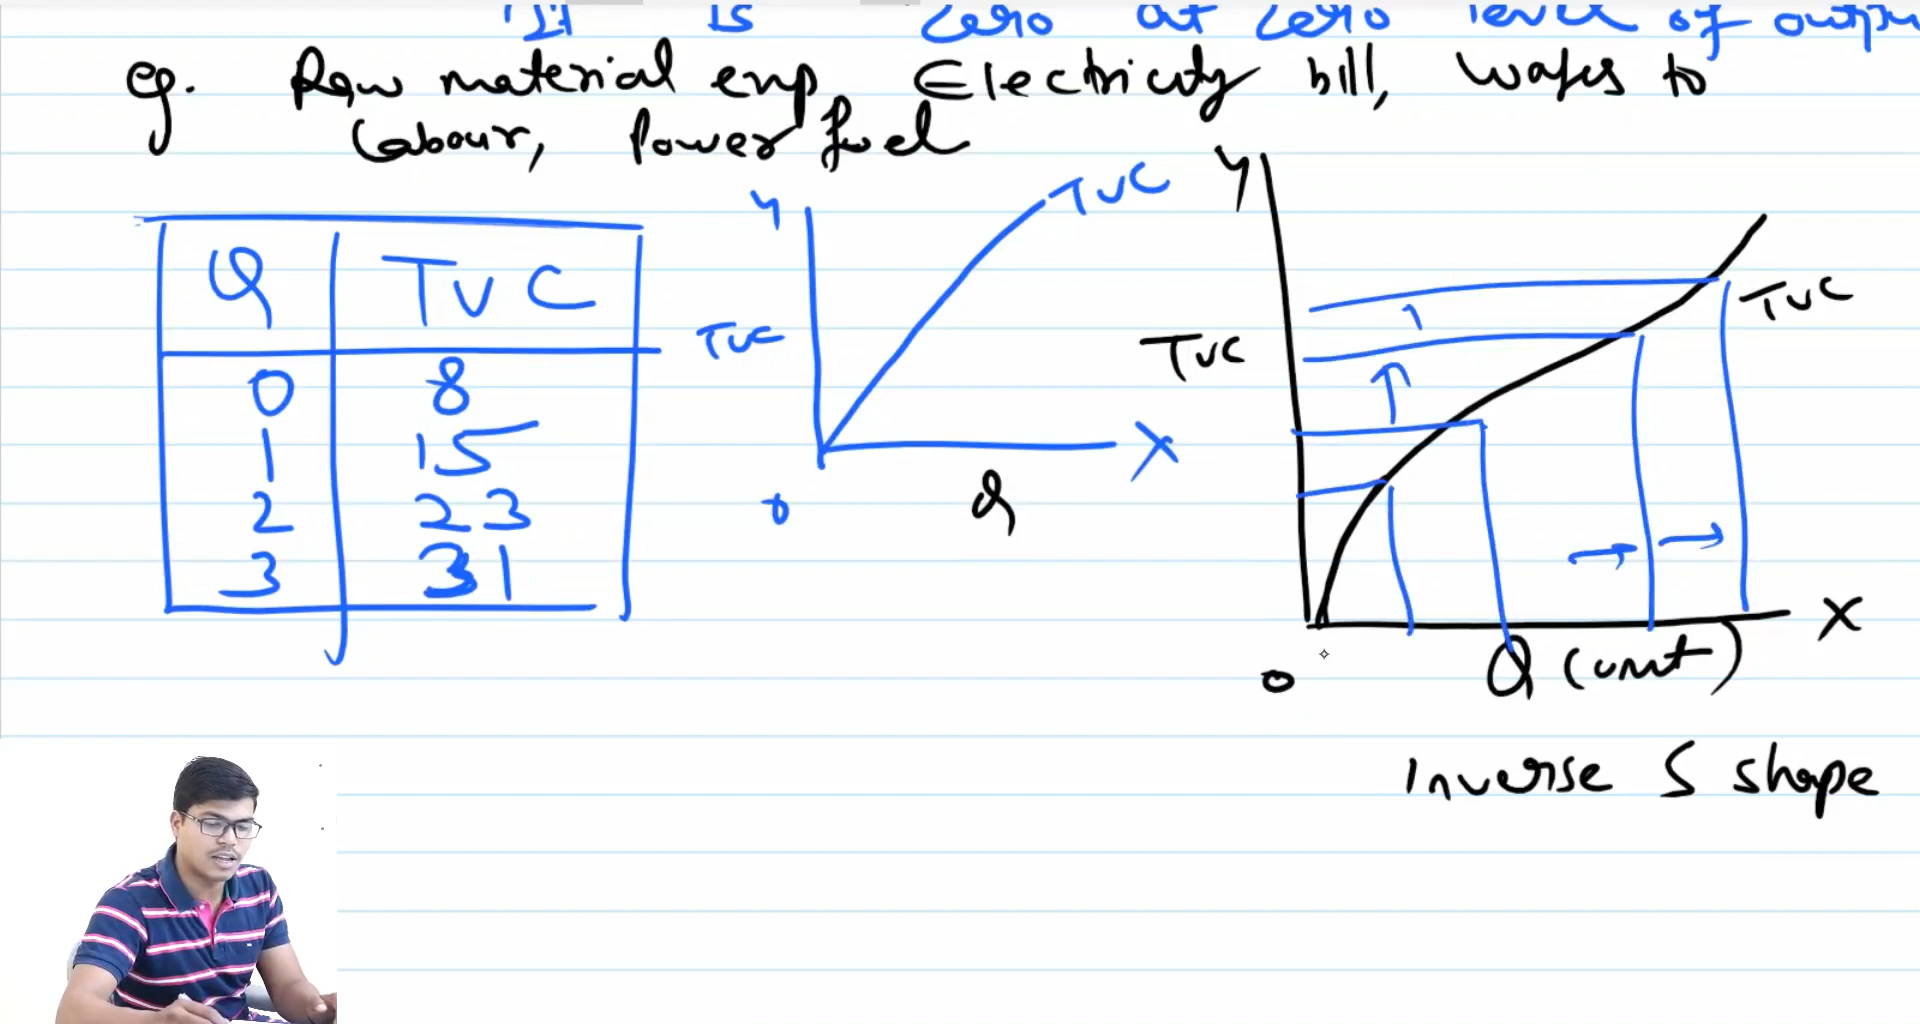 It is zero at zero level of outpu
eg. Raw material exp, Electricity bill, wages to
Labour, Power fuel
Q TVC
0 8
1 15
2 23
3 31
Y
TVC
TVC
X
0
Q
Y
TVC
TVC
X
0
Q (unit)
Inverse S shape